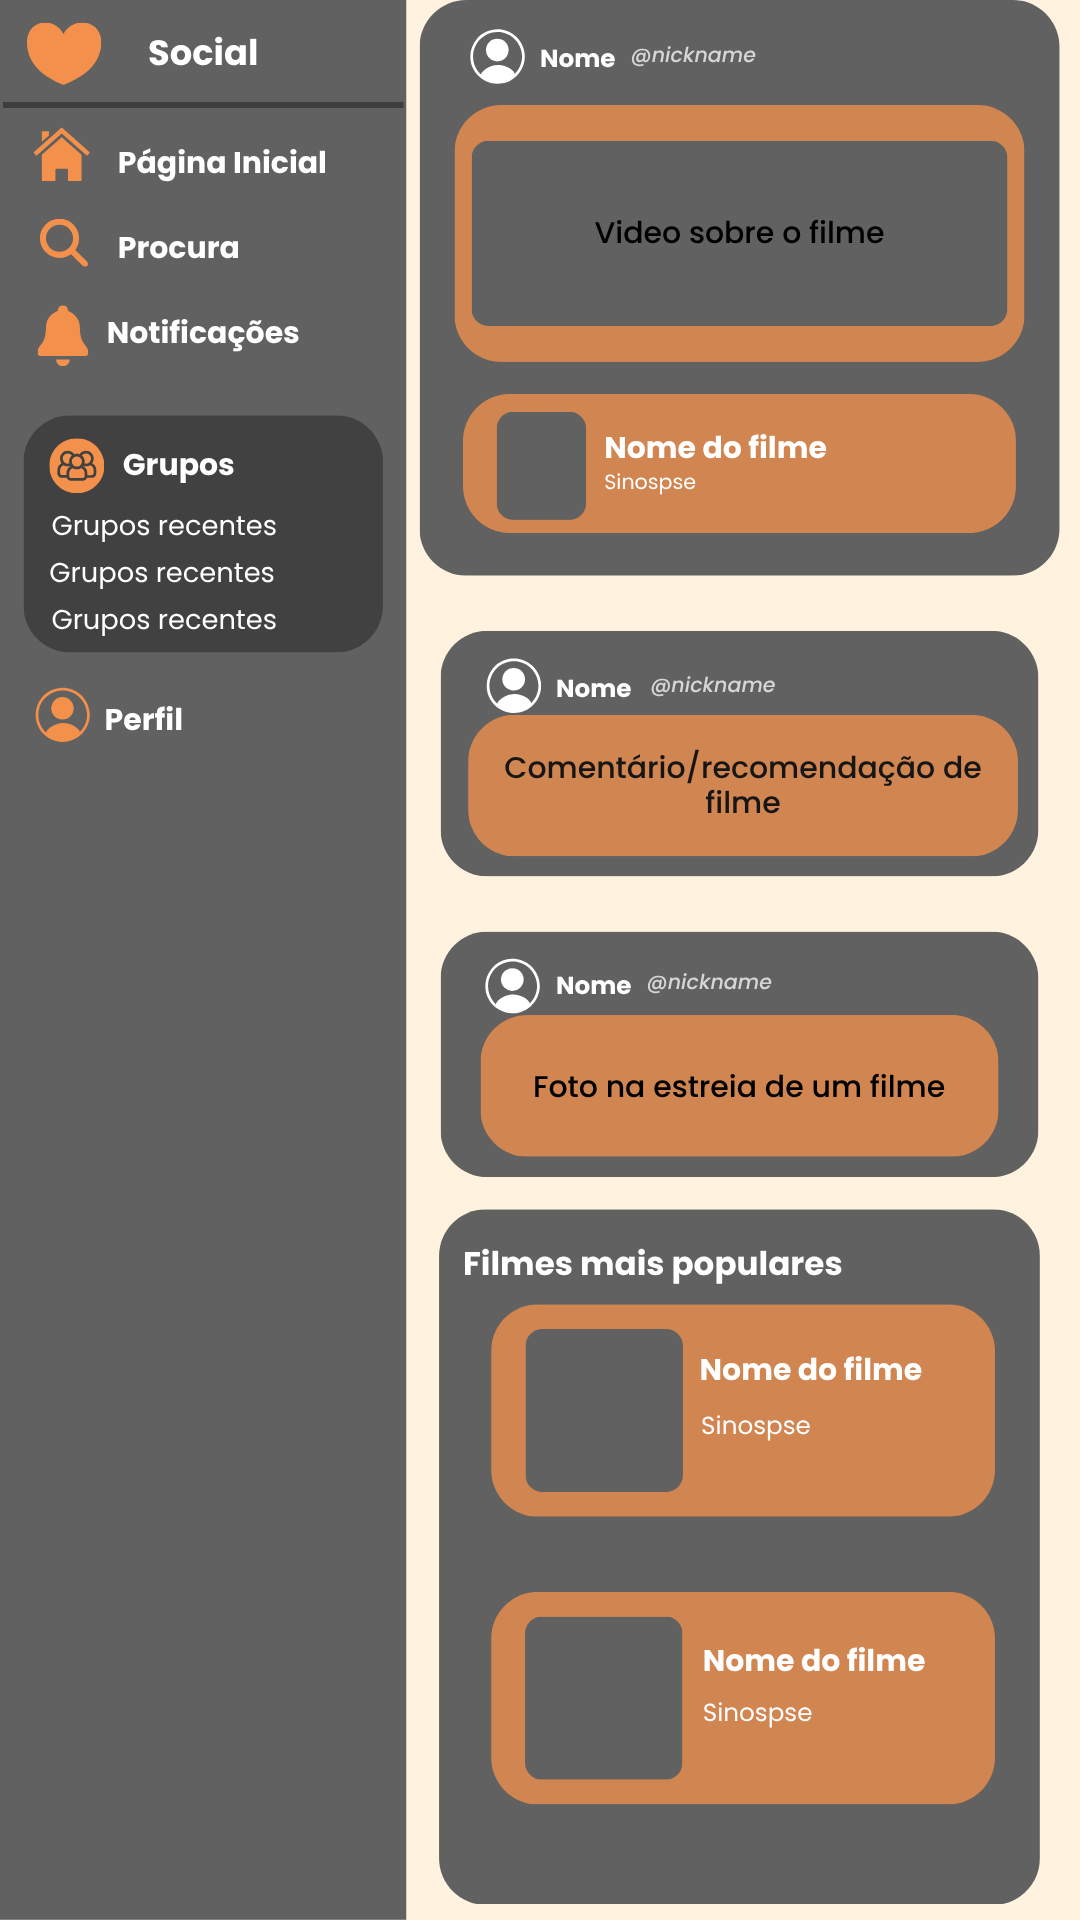 Social
Página Inicial
Procura
Notificações
Grupos
Grupos recentes
Grupos recentes
Grupos recentes
Perfil
Nome @nickname
Video sobre o filme
Nome do filme
Sinospse
Nome @nickname
Comentário/recomendação de
filme
Nome @nickname
Foto na estreia de um filme
Filmes mais populares
Nome do filme
Sinospse
Nome do filme
Sinospse